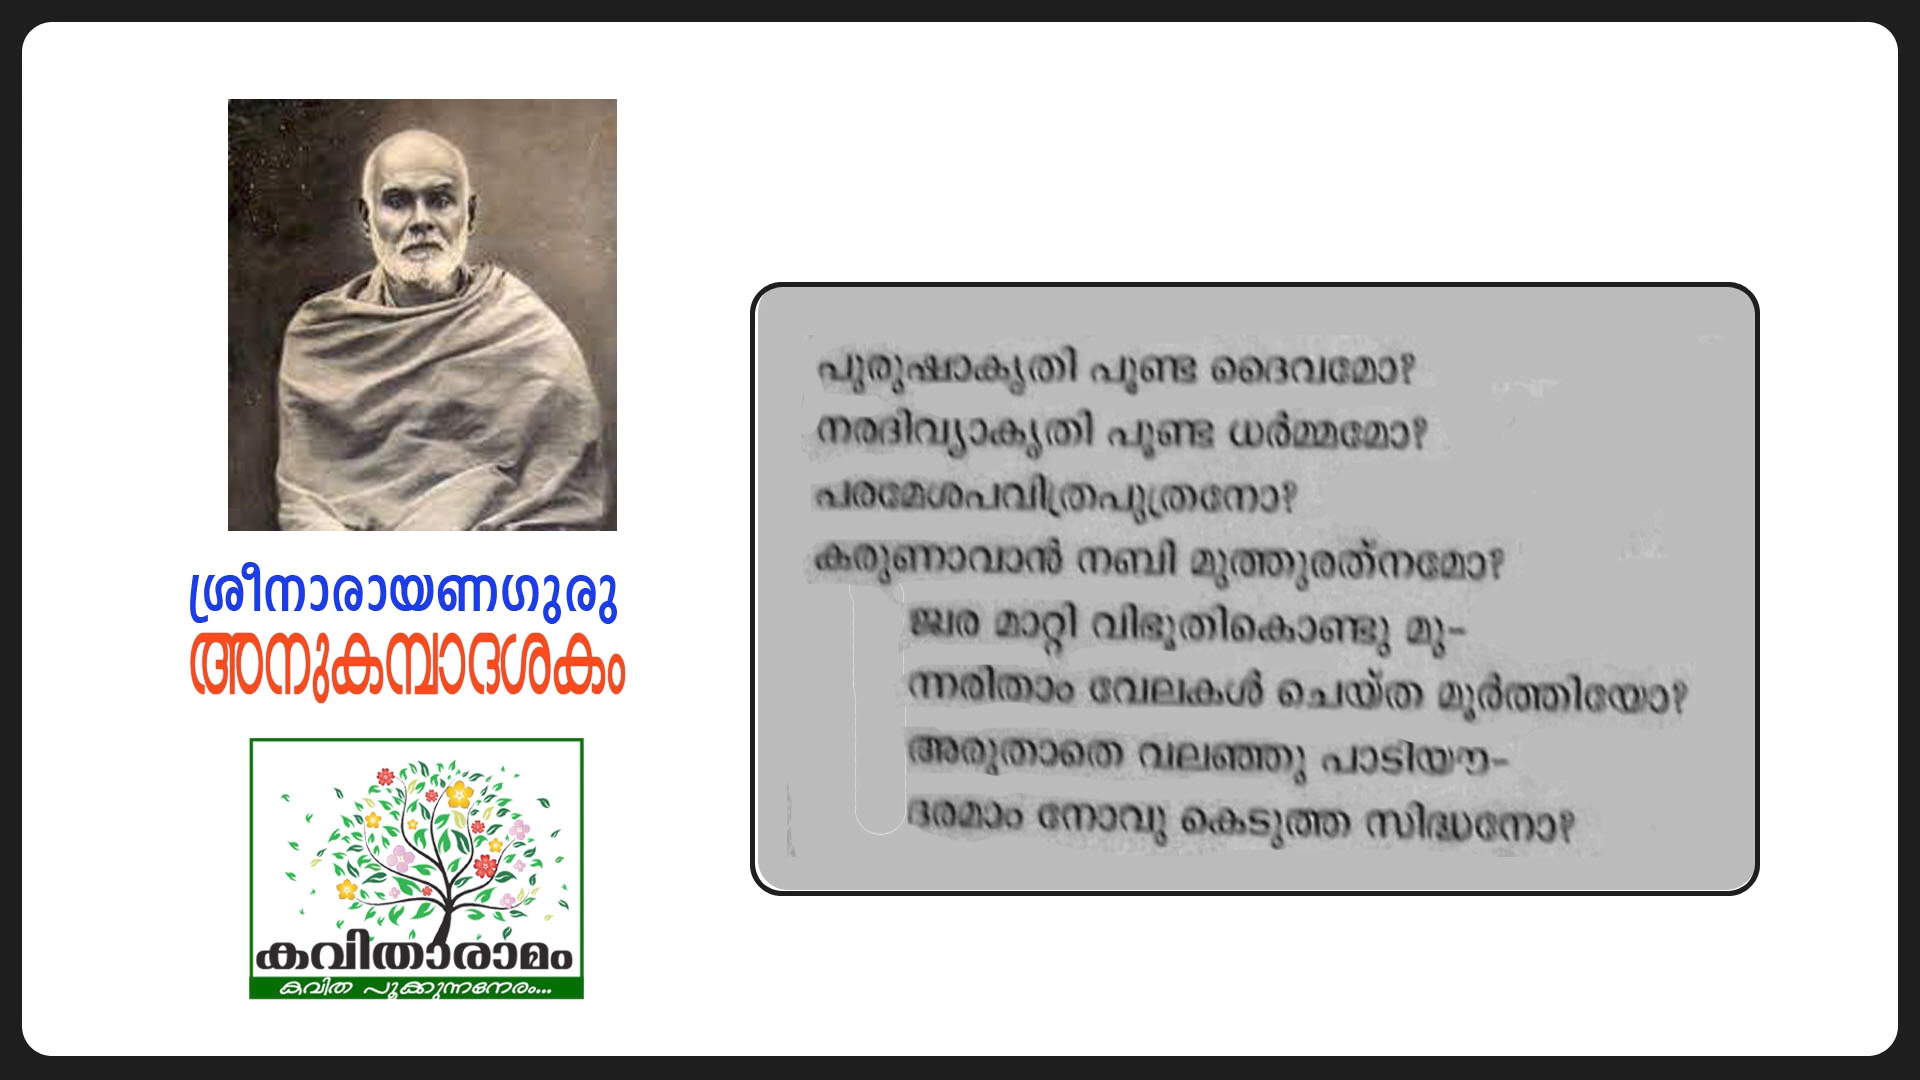 ശ്രീനാരായണഗുരു
അനുകമ്പാദശകം
കവിതാരാമം
കവിത പൂക്കുന്നനേരം...
പുരുഷാകൃതി പൂണ്ട ദൈവമോ?
നരദിവ്യാകൃതി പൂണ്ട ധർമ്മമോ?
പരമേശപവിത്രപുത്രനോ?
കരുണാവാൻ നബി മുത്തുരത്നമോ?
ജ്വര മാറ്റി വിഭൂതികൊണ്ടു മു-
ന്നരിതാം വേലകൾ ചെയ്ത മൂർത്തിയോ?
അരുതാതെ വലഞ്ഞു പാടിയൗ-
ദരമാം നോവു കെടുത്ത സിദ്ധനോ?